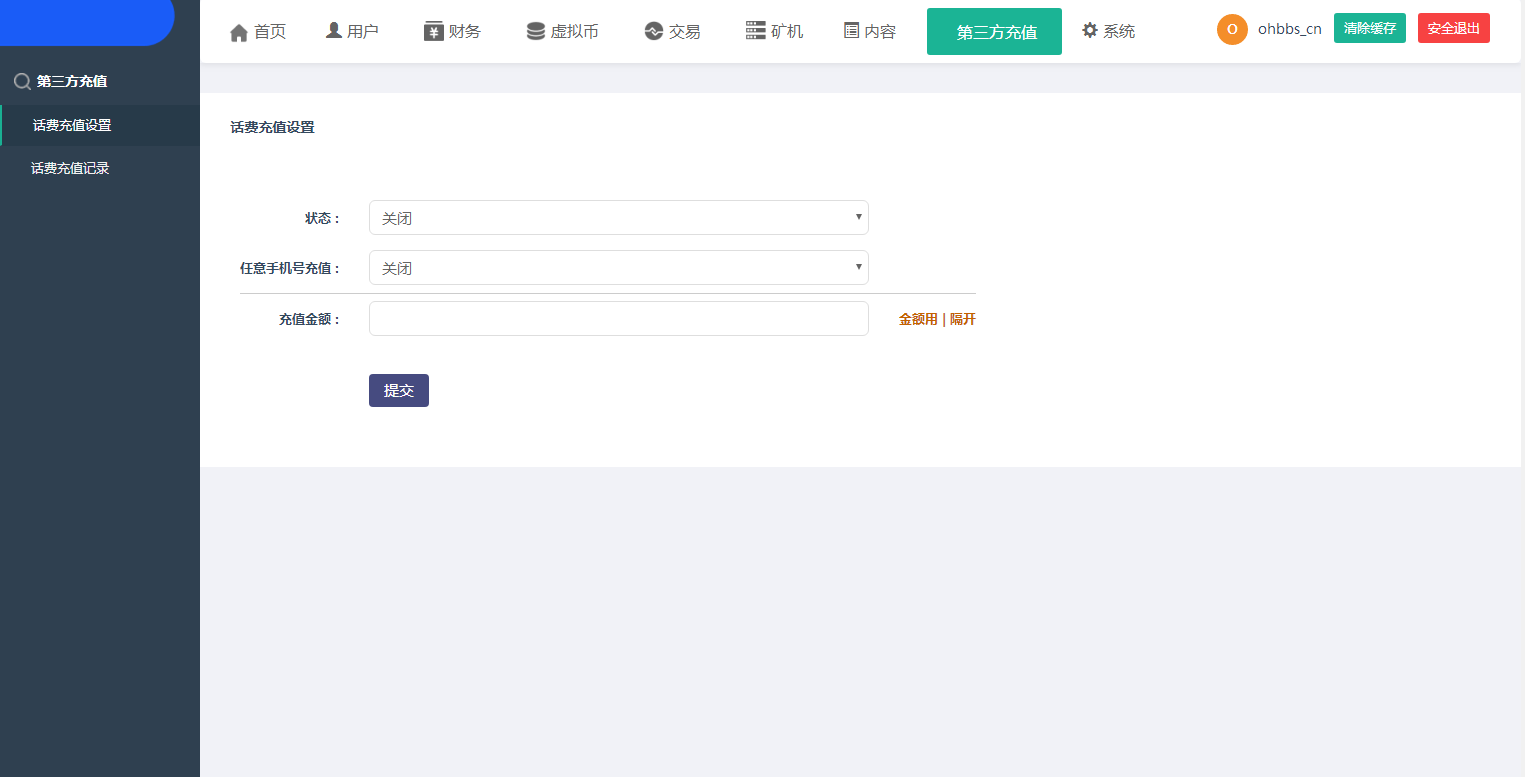 首页 用户 财务 虚拟币 交易 矿机 内容 第三方充值 系统 O ohbbs_cn 清除缓存 安全退出
第三方充值
话费充值设置
话费充值记录
话费充值设置
状态： 关闭
任意手机号充值： 关闭
充值金额： 金额用 | 隔开
提交